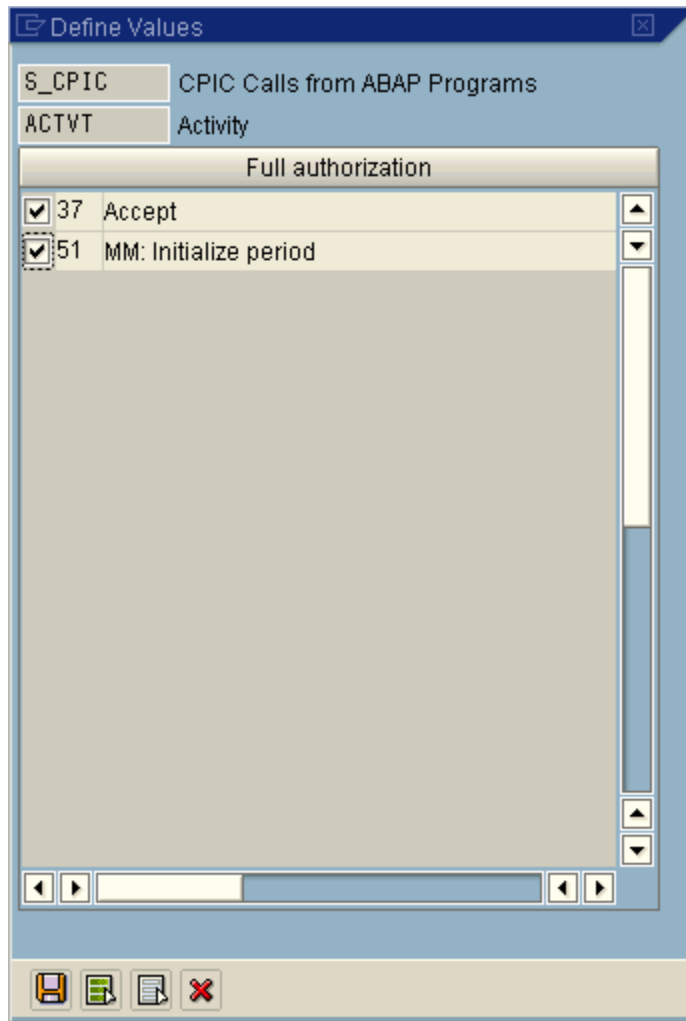 Define Values
S_CPIC CPIC Calls from ABAP Programs
ACTVT Activity
Full authorization
37 Accept
51 MM: Initialize period